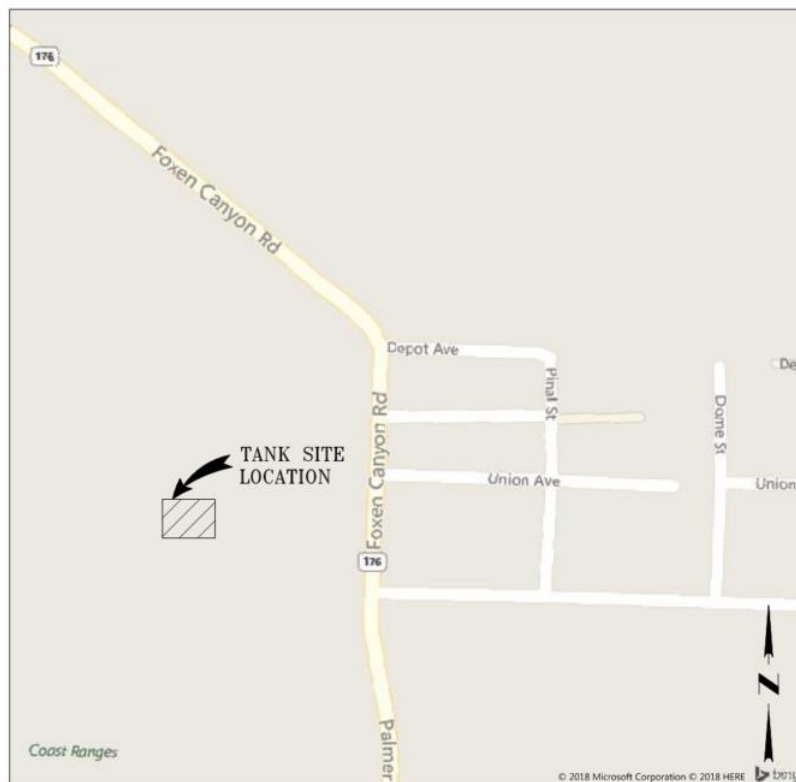 176
Foxen Canyon Rd
Depot Ave
De
Pinal St
Dome St
Foxen Canyon Rd
TANK SITE
LOCATION
Union Ave
Union
176
N
Palmer
Coast Ranges
© 2018 Microsoft Corporation © 2018 HERE